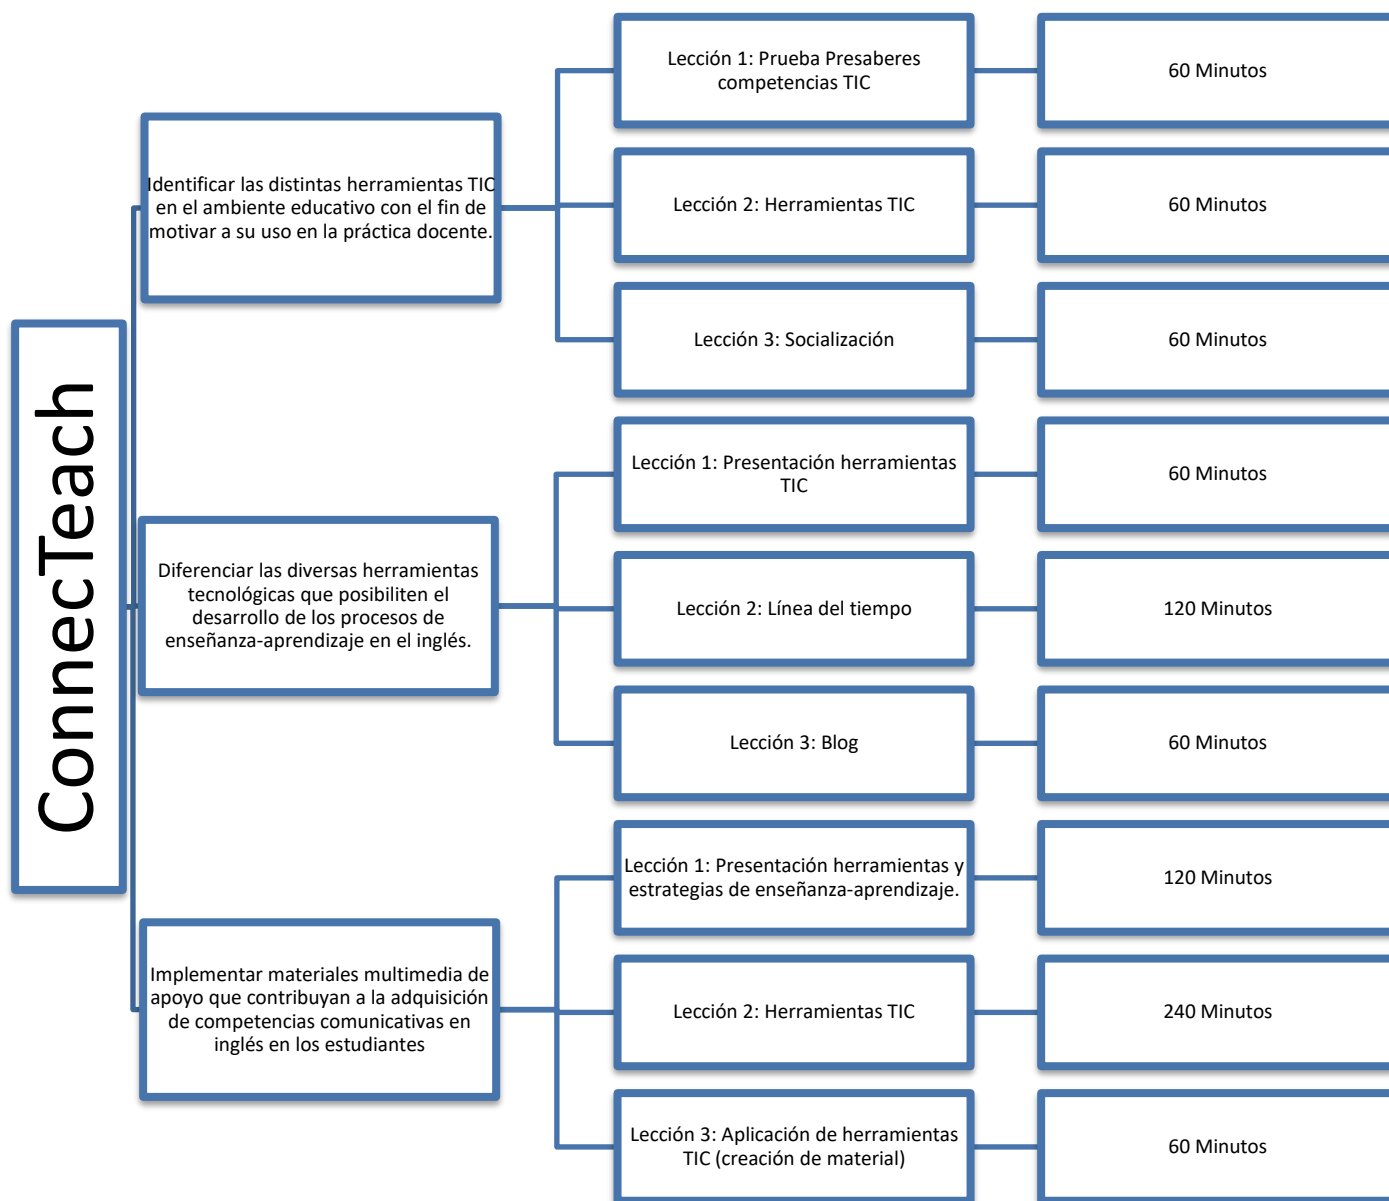 ConnecTeach
Identificar las distintas herramientas TIC
en el ambiente educativo con el fin de
motivar a su uso en la práctica docente.
Lección 1: Prueba Presaberes
competencias TIC
60 Minutos
Lección 2: Herramientas TIC
60 Minutos
Lección 3: Socialización
60 Minutos
Diferenciar las diversas herramientas
tecnológicas que posibiliten el
desarrollo de los procesos de
enseñanza-aprendizaje en el inglés.
Lección 1: Presentación herramientas
TIC
60 Minutos
Lección 2: Línea del tiempo
120 Minutos
Lección 3: Blog
60 Minutos
Implementar materiales multimedia de
apoyo que contribuyan a la adquisición
de competencias comunicativas en
inglés en los estudiantes
Lección 1: Presentación herramientas y
estrategias de enseñanza-aprendizaje.
120 Minutos
Lección 2: Herramientas TIC
240 Minutos
Lección 3: Aplicación de herramientas
TIC (creación de material)
60 Minutos